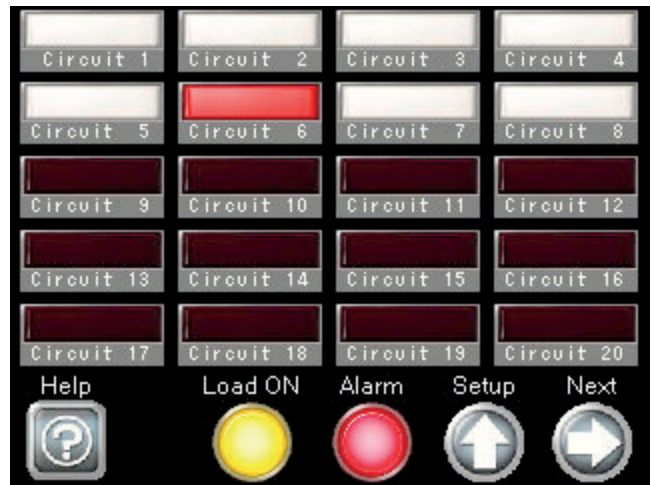 Circuit 1 Circuit 2 Circuit 3 Circuit 4
Circuit 5 Circuit 6 Circuit 7 Circuit 8
Circuit 9 Circuit 10 Circuit 11 Circuit 12
Circuit 13 Circuit 14 Circuit 15 Circuit 16
Circuit 17 Circuit 18 Circuit 19 Circuit 20
Help Load ON Alarm Setup Next
?